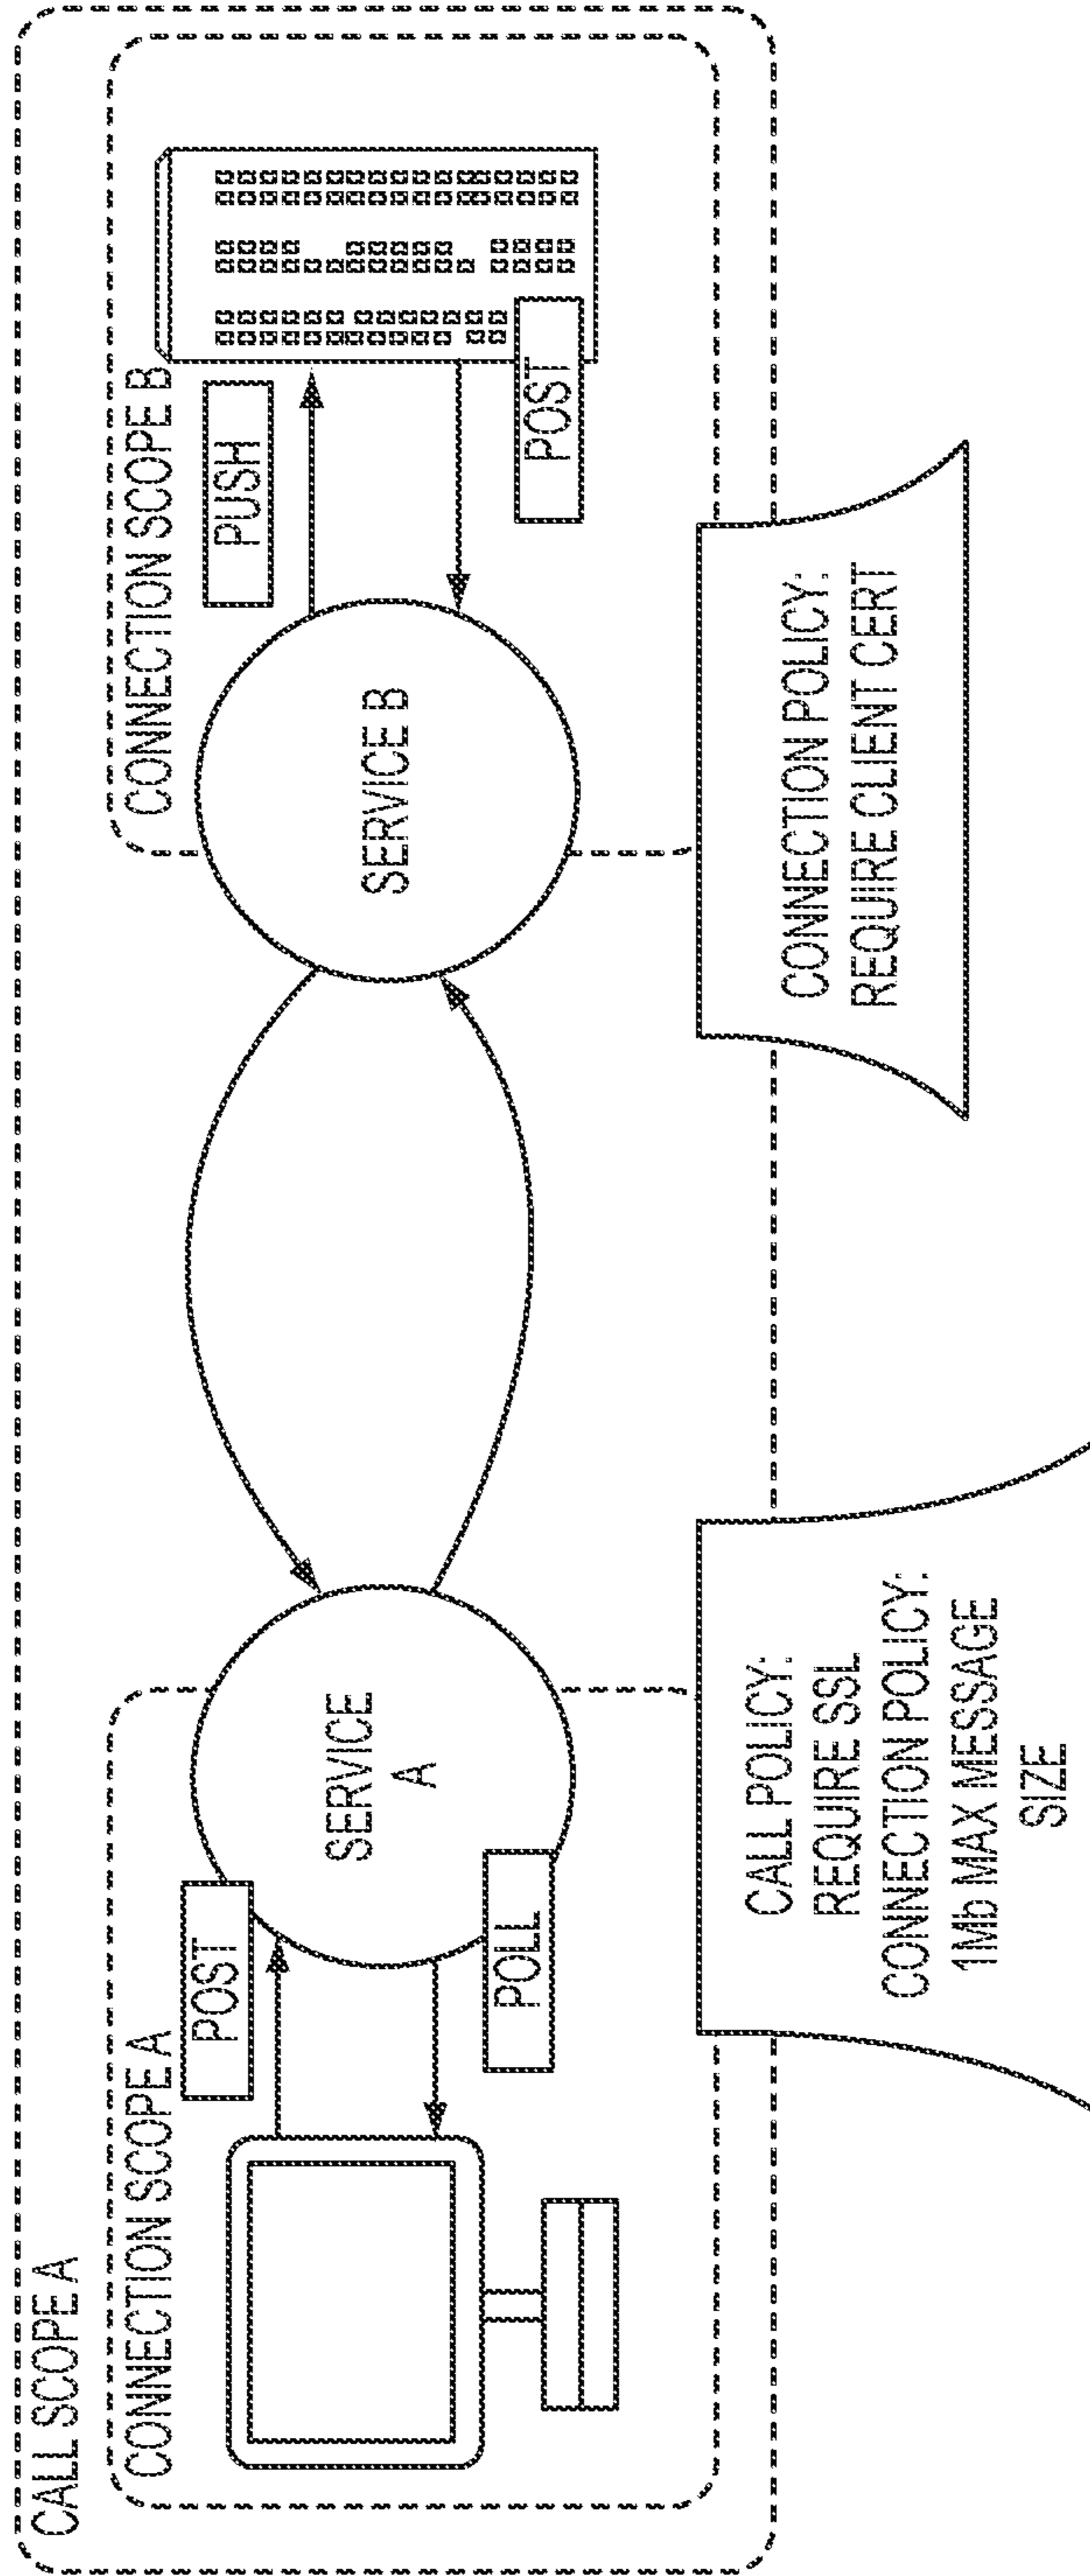 CALL SCOPE A
CONNECTION SCOPE A
POST
POLL
SERVICE
A
CONNECTION SCOPE B
SERVICE B
PUSH
POST
CALL POLICY:
REQUIRE SSL
CONNECTION POLICY:
1Mb MAX MESSAGE
SIZE
CONNECTION POLICY:
REQUIRE CLIENT CERT